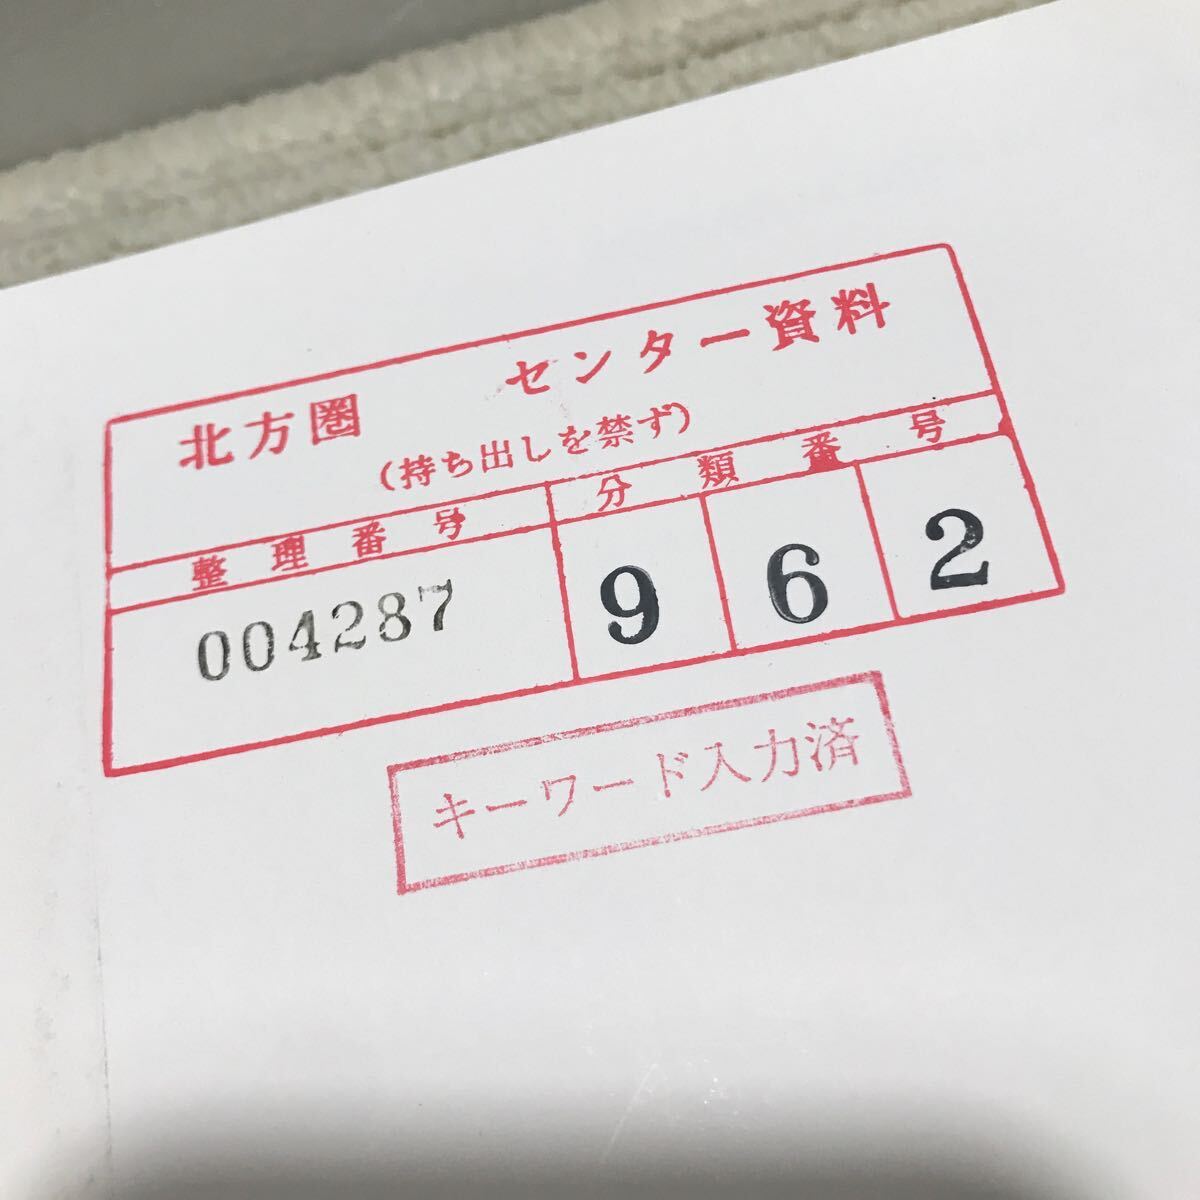 北方圏　　センター資料
(持ち出しを禁ず)
整理番号　分類番号
004287　9　6　2
キーワード入力済